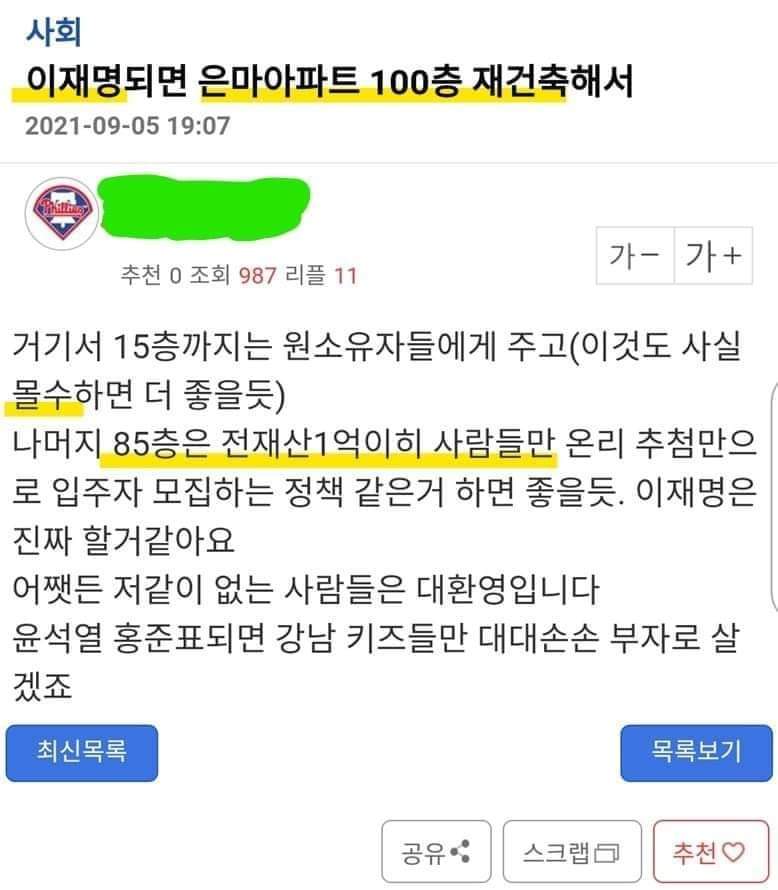 사회
이재명되면 은마아파트 100층 재건축해서
2021-09-05 19:07
Phillies
추천 0 조회 987 리플 11
가－ 가＋
거기서 15층까지는 원소유자들에게 주고(이것도 사실
몰수하면 더 좋을듯)
나머지 85층은 전재산1억이히 사람들만 온리 추첨만으
로 입주자 모집하는 정책 같은거 하면 좋을듯. 이재명은
진짜 할거같아요
어쨋든 저같이 없는 사람들은 대환영입니다
윤석열 홍준표되면 강남 키즈들만 대대손손 부자로 살
겠죠
최신목록 목록보기
공유 스크랩 추천